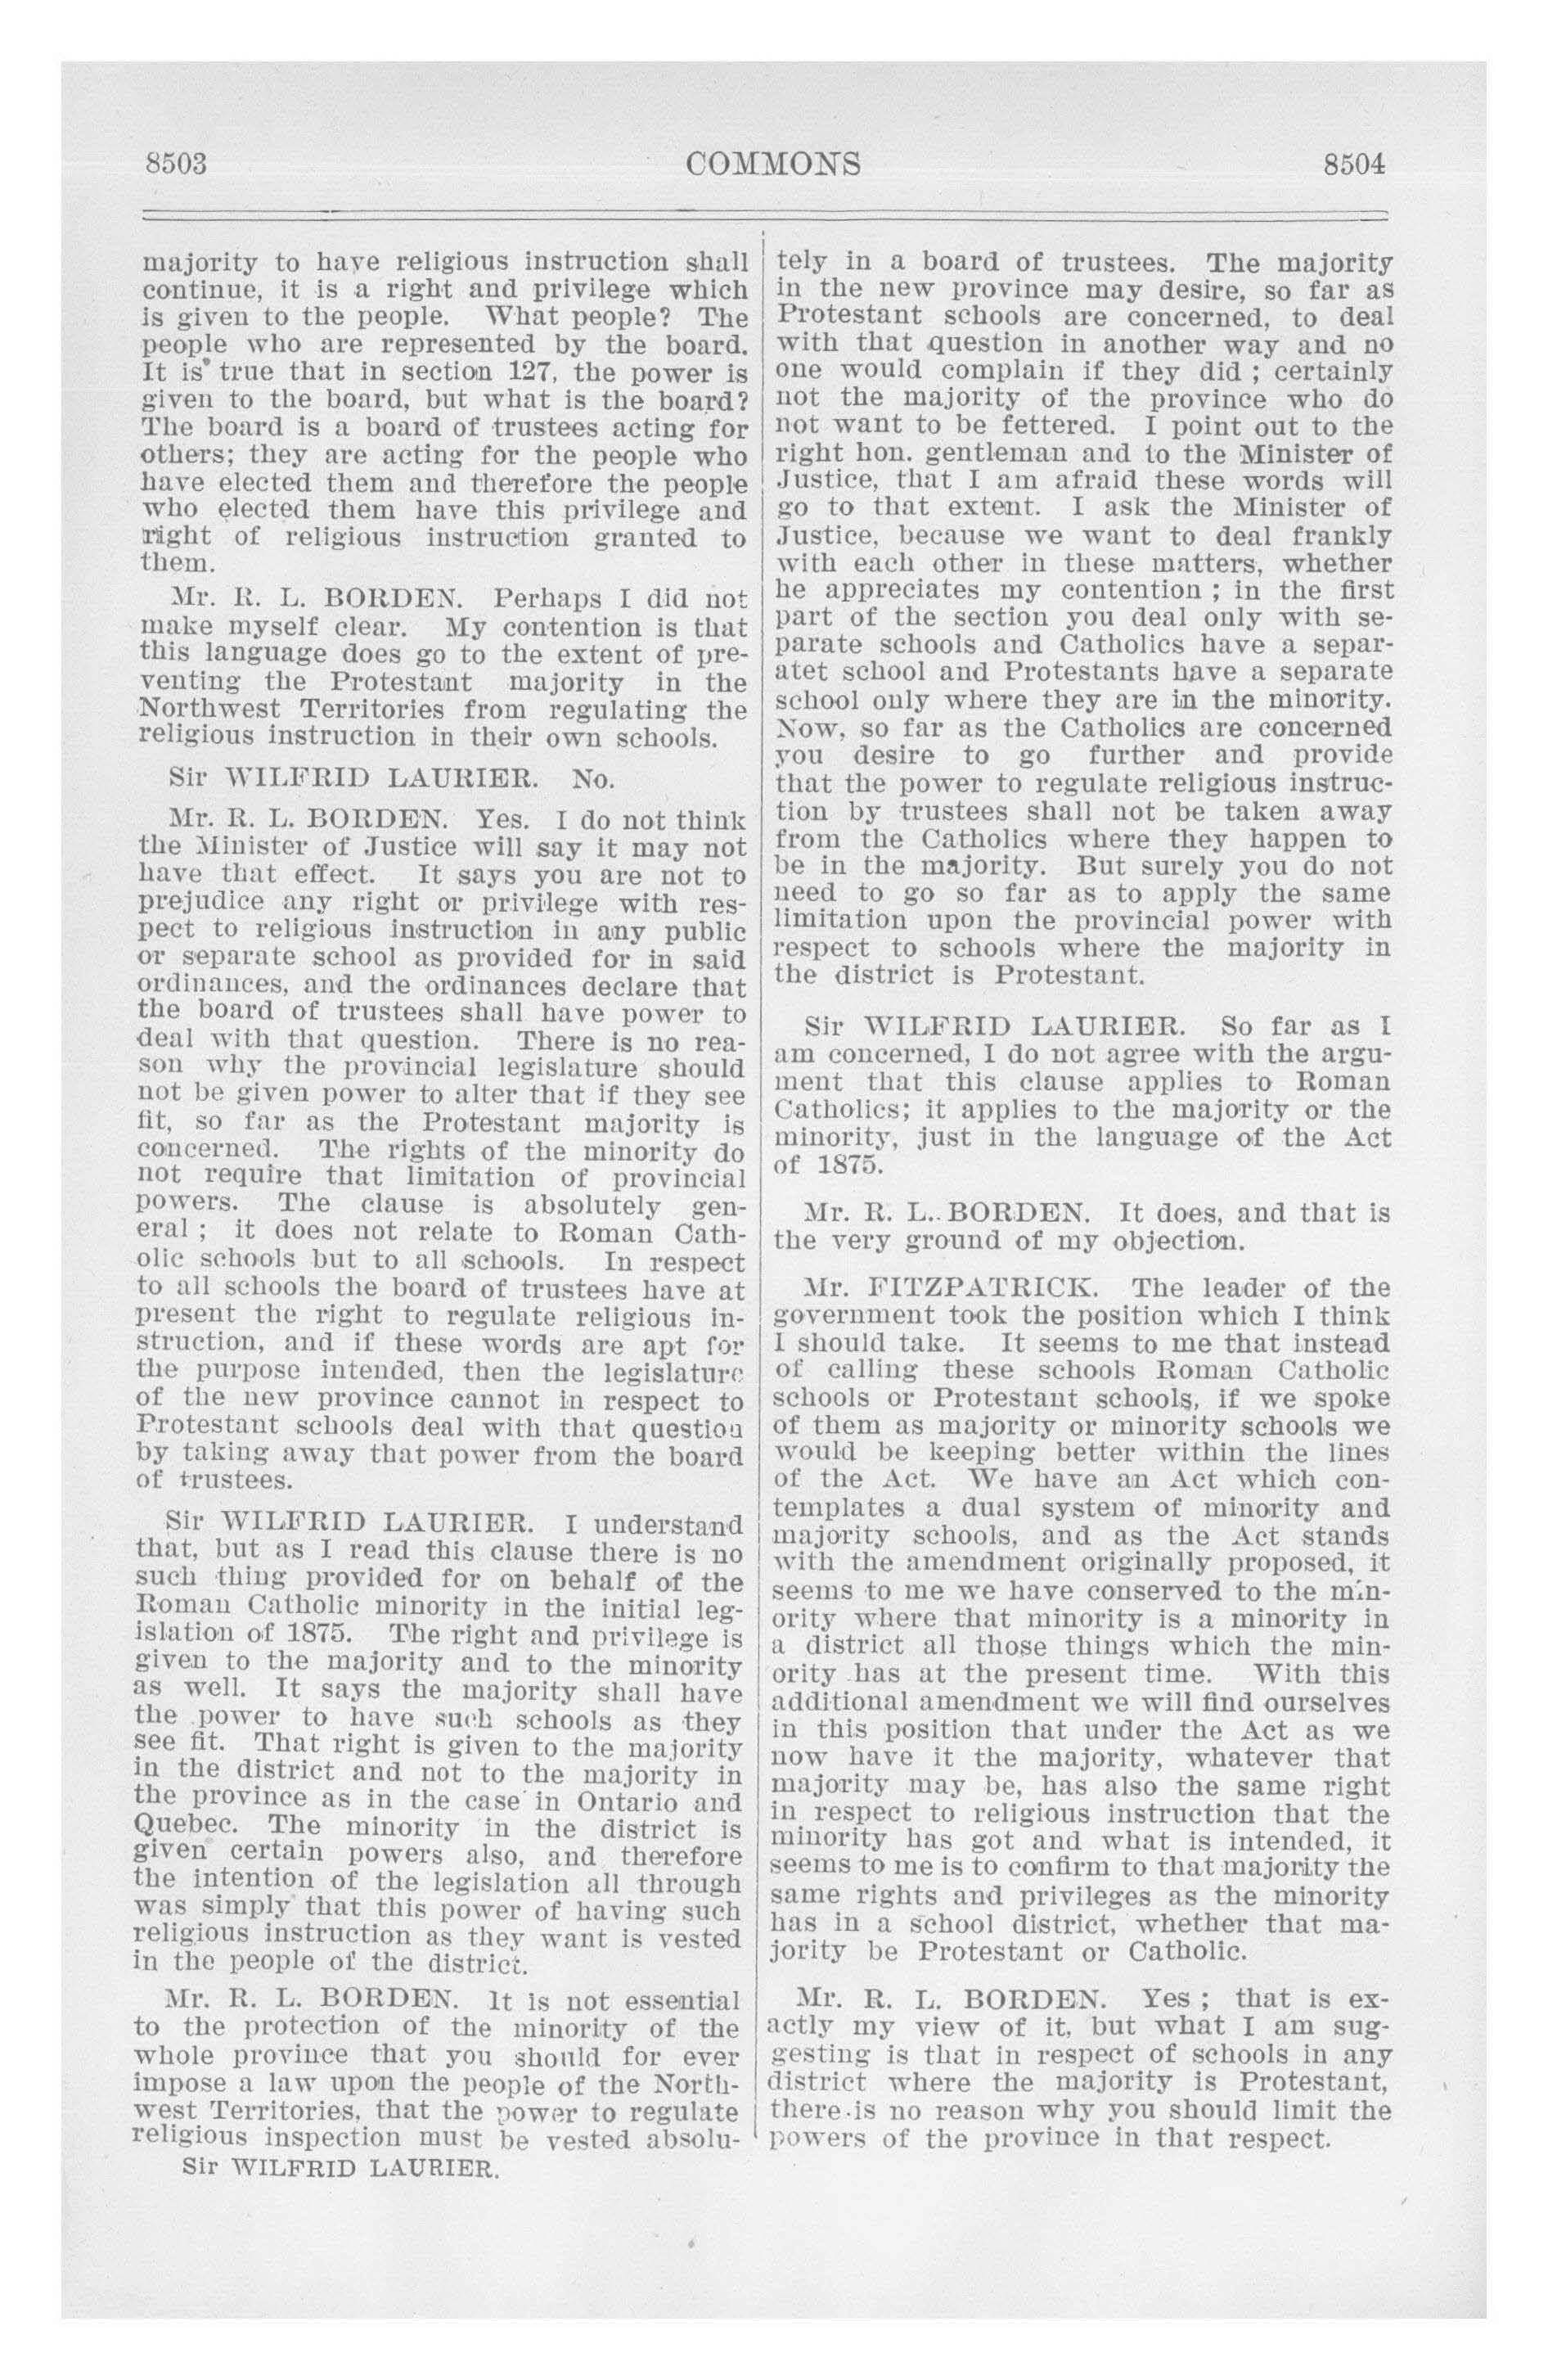 8503 COMMONS 8504
majority to have religious instruction shall
continue, it is a right and privilege which
is given to the people. What people? The
people who are represented by the board.
It is true that in section 127, the power is
given to the board, but what is the board?
The board is a board of trustees acting for
others; they are acting for the people who
have elected them and therefore the people
who elected them have this privilege and
right of religious instruction granted to
them.
Mr. R. L. BORDEN. Perhaps I did not
make myself clear. My contention is that
this language does go to the extent of pre-
venting the Protestant majority in the
Northwest Territories from regulating the
religious instruction in their own schools.
Sir WILFRID LAURIER. No.
Mr. R. L. BORDEN. Yes. I do not think
the Minister of Justice will say it may not
have that effect. It says you are not to
prejudice any right or privilege with res-
pect to religious instruction in any public
or separate school as provided for in said
ordinances, and the ordinances declare that
the board of trustees shall have power to
deal with that question. There is no rea-
son why the provincial legislature should
not be given power to alter that if they see
fit, so far as the Protestant majority is
concerned. The rights of the minority do
not require that limitation of provincial
powers. The clause is absolutely gen-
eral ; it does not relate to Roman Cath-
olic schools but to all schools. In respect
to all schools the board of trustees have at
present the right to regulate religious in-
struction, and if these words are apt for
the purpose intended, then the legislature
of the new province cannot in respect to
Protestant schools deal with that question
by taking away that power from the board
of trustees.
Sir WILFRID LAURIER. I understand
that, but as I read this clause there is no
such thing provided for on behalf of the
Roman Catholic minority in the initial leg-
islation of 1875. The right and privilege is
given to the majority and to the minority
as well. It says the majority shall have
the power to have such schools as they
see fit. That right is given to the majority
in the district and not to the majority in
the province as in the case in Ontario and
Quebec. The minority in the district is
given certain powers also, and therefore
the intention of the legislation all through
was simply that this power of having such
religious instruction as they want is vested
in the people of the district.
Mr. R. L. BORDEN. It is not essential
to the protection of the minority of the
whole province that you should for ever
impose a law upon the people of the North-
west Territories, that the power to regulate
religious inspection must be vested absolu-
Sir WILFRID LAURIER.
tely in a board of trustees. The majority
in the new province may desire, so far as
Protestant schools are concerned, to deal
with that question in another way and no
one would complain if they did ; certainly
not the majority of the province who do
not want to be fettered. I point out to the
right hon. gentleman and to the Minister of
Justice, that I am afraid these words will
go to that extent. I ask the Minister of
Justice, because we want to deal frankly
with each other in these matters, whether
he appreciates my contention ; in the first
part of the section you deal only with se-
parate schools and Catholics have a separ-
atet school and Protestants have a separate
school only where they are in the minority.
Now, so far as the Catholics are concerned
you desire to go further and provide
that the power to regulate religious instruc-
tion by trustees shall not be taken away
from the Catholics where they happen to
be in the majority. But surely you do not
need to go so far as to apply the same
limitation upon the provincial power with
respect to schools where the majority in
the district is Protestant.
Sir WILFRID LAURIER. So far as I
am concerned, I do not agree with the argu-
ment that this clause applies to Roman
Catholics; it applies to the majority or the
minority, just in the language of the Act
of 1875.
Mr. R. L. BORDEN. It does, and that is
the very ground of my objection.
Mr. FITZPATRICK. The leader of the
government took the position which I think
I should take. It seems to me that instead
of calling these schools Roman Catholic
schools or Protestant schools, if we spoke
of them as majority or minority schools we
would be keeping better within the lines
of the Act. We have an Act which con-
templates a dual system of minority and
majority schools, and as the Act stands
with the amendment originally proposed, it
seems to me we have conserved to the min-
ority where that minority is a minority in
a district all those things which the min-
ority has at the present time. With this
additional amendment we will find ourselves
in this position that under the Act as we
now have it the majority, whatever that
majority may be, has also the same right
in respect to religious instruction that the
minority has got and what is intended, it
seems to me is to confirm to that majority the
same rights and privileges as the minority
has in a school district, whether that ma-
jority be Protestant or Catholic.
Mr. R. L. BORDEN. Yes ; that is ex-
actly my view of it, but what I am sug-
gesting is that in respect of schools in any
district where the majority is Protestant,
there is no reason why you should limit the
powers of the province in that respect.